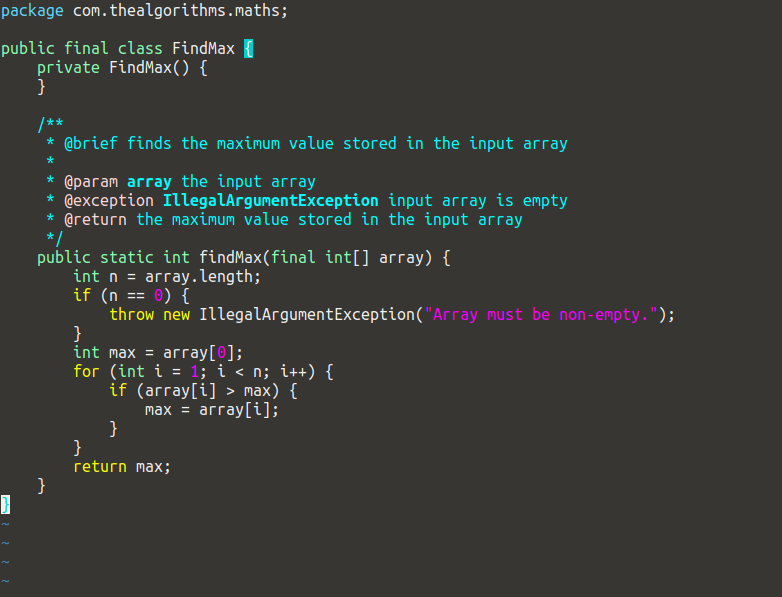 package com.thealgorithms.maths;

public final class FindMax {
    private FindMax() {
    }

    /**
     * @brief finds the maximum value stored in the input array
     *
     * @param array the input array
     * @exception IllegalArgumentException input array is empty
     * @return the maximum value stored in the input array
     */
    public static int findMax(final int[] array) {
        int n = array.length;
        if (n == 0) {
            throw new IllegalArgumentException("Array must be non-empty.");
        }
        int max = array[0];
        for (int i = 1; i < n; i++) {
            if (array[i] > max) {
                max = array[i];
            }
        }
        return max;
    }
}
~
~
~
~